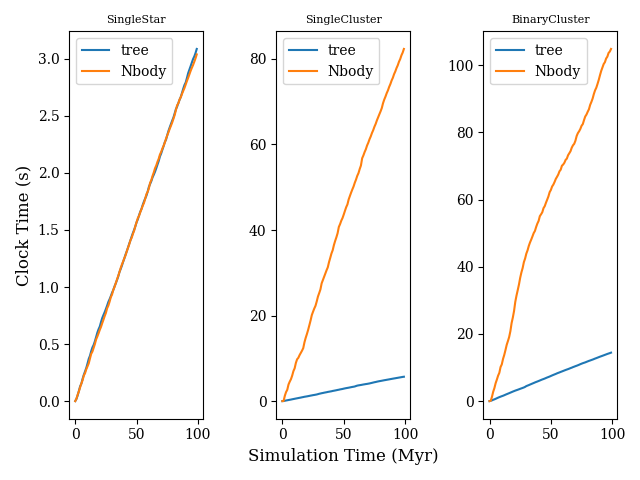 SingleStar
SingleCluster
BinaryCluster
tree
Nbody
tree
Nbody
tree
Nbody
Clock Time (s)
3.0
2.5
2.0
1.5
1.0
0.5
0.0
80
60
40
20
0
100
80
60
40
20
0
0 50 100
0 50 100
0 50 100
Simulation Time (Myr)